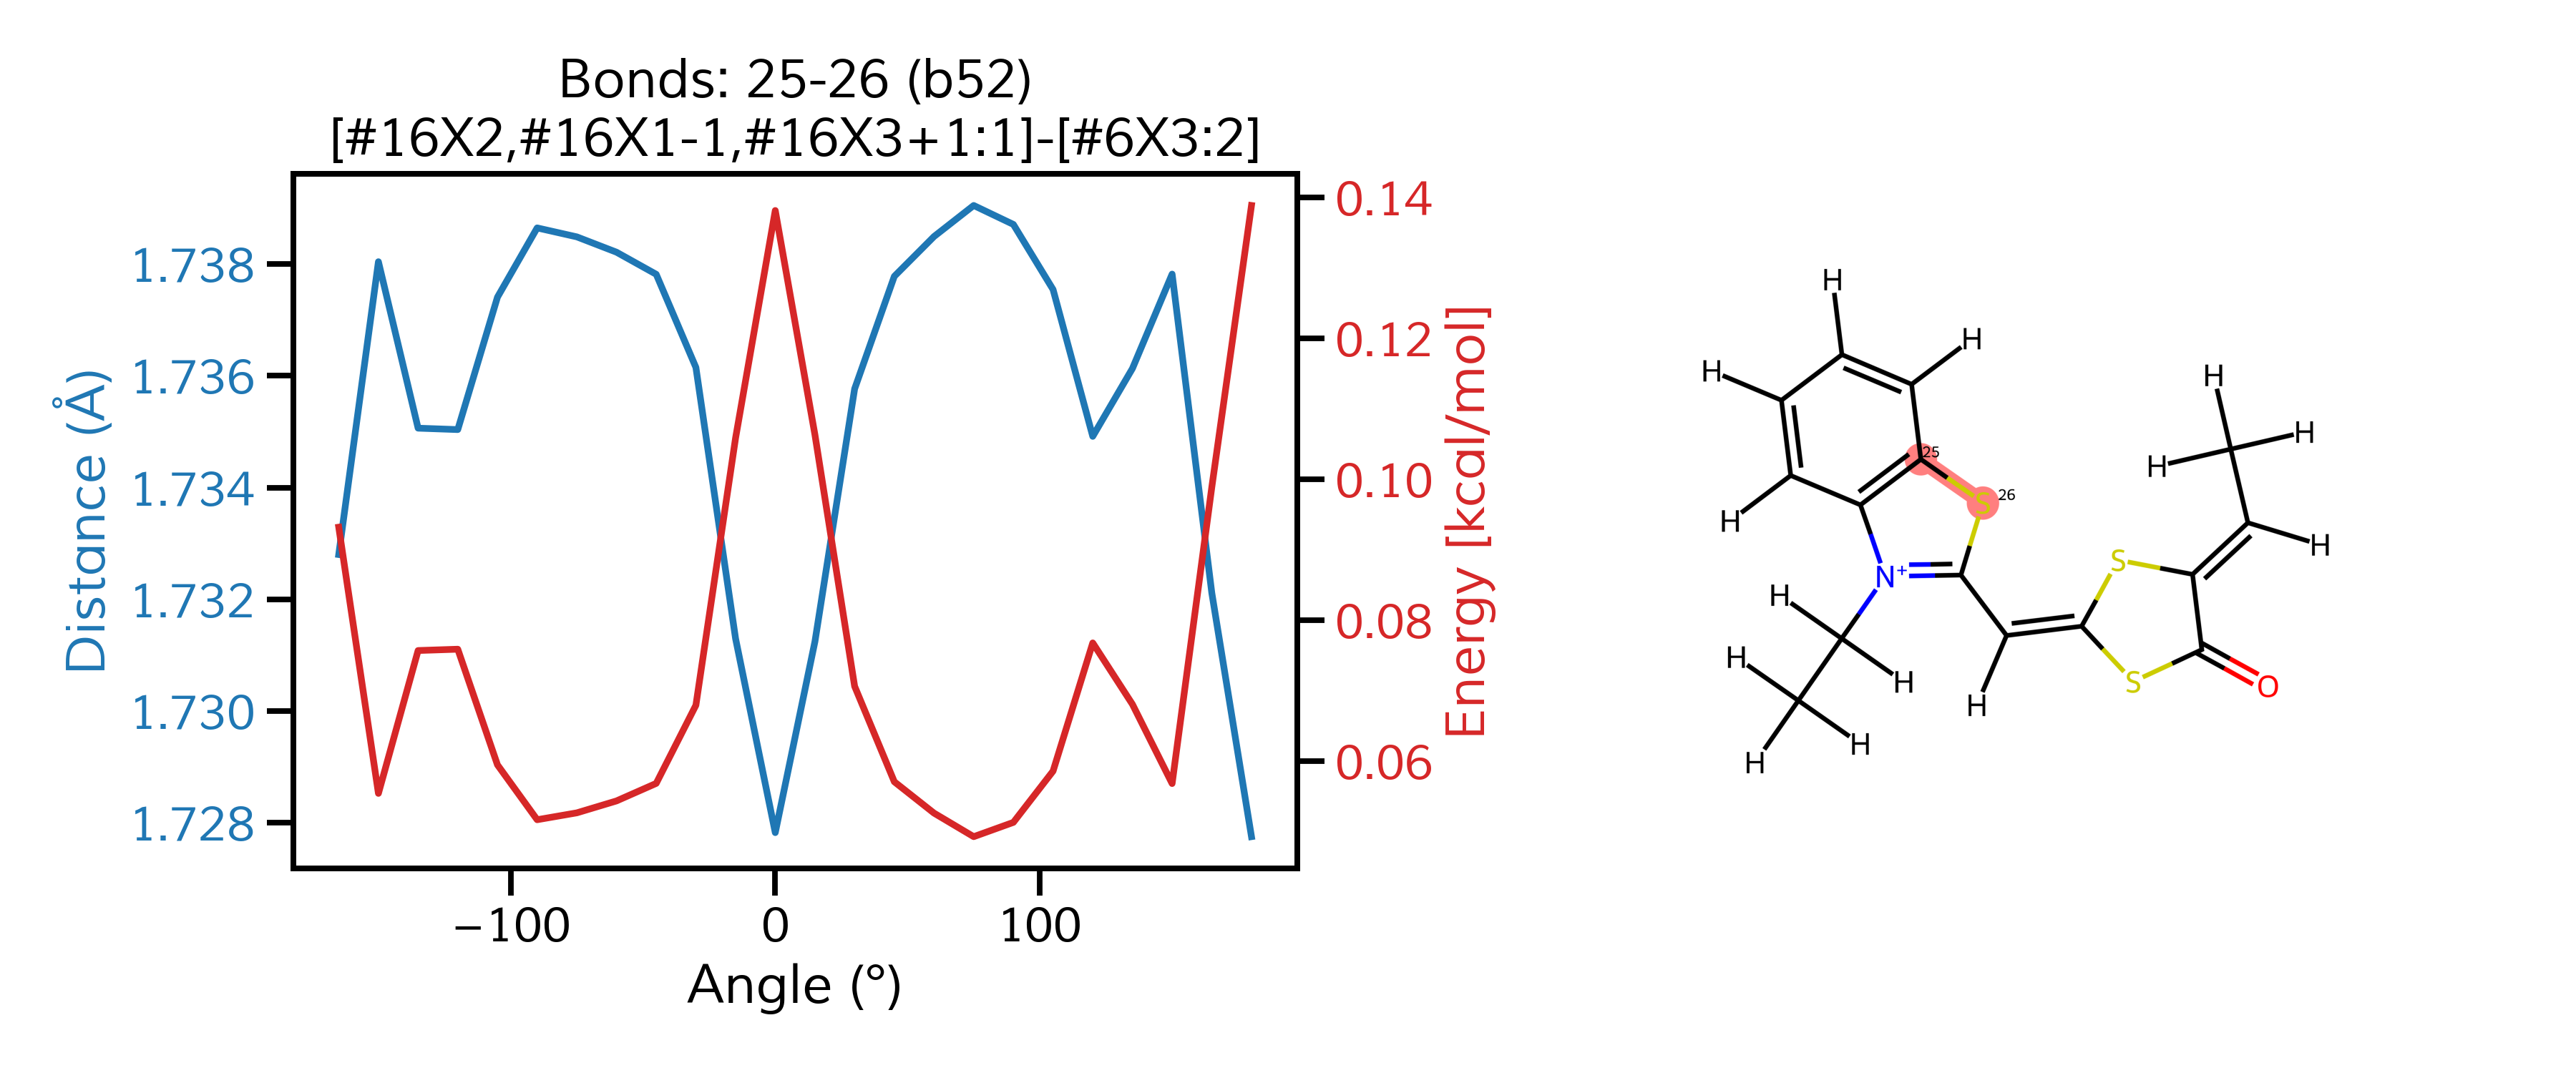 Bonds: 25-26 (b52)
[#16X2,#16X1-1,#16X3+1:1]-[#6X3:2]
Distance (Å)
1.738
1.736
1.734
1.732
1.730
1.728
−100
0
100
Angle (°)
0.14
0.12
0.10
0.08
0.06
Energy [kcal/mol]
H
H
H
H
25
S
26
N⁺
H
H
H
H
H
H
S
S
O
H
H
H
H